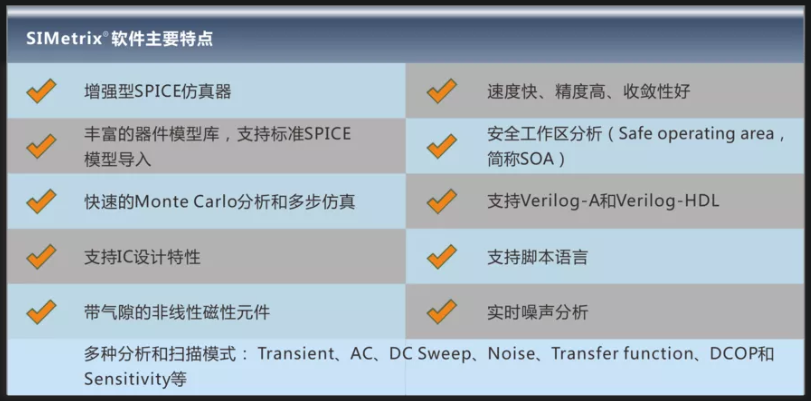 SIMetrix®软件主要特点
增强型SPICE仿真器
速度快、精度高、收敛性好
丰富的器件模型库，支持标准SPICE
模型导入
安全工作区分析（Safe operating area，
简称SOA）
快速的Monte Carlo分析和多步仿真
支持Verilog-A和Verilog-HDL
支持IC设计特性
支持脚本语言
带气隙的非线性磁性元件
实时噪声分析
多种分析和扫描模式： Transient、AC、DC Sweep、Noise、Transfer function、DCOP和
Sensitivity等